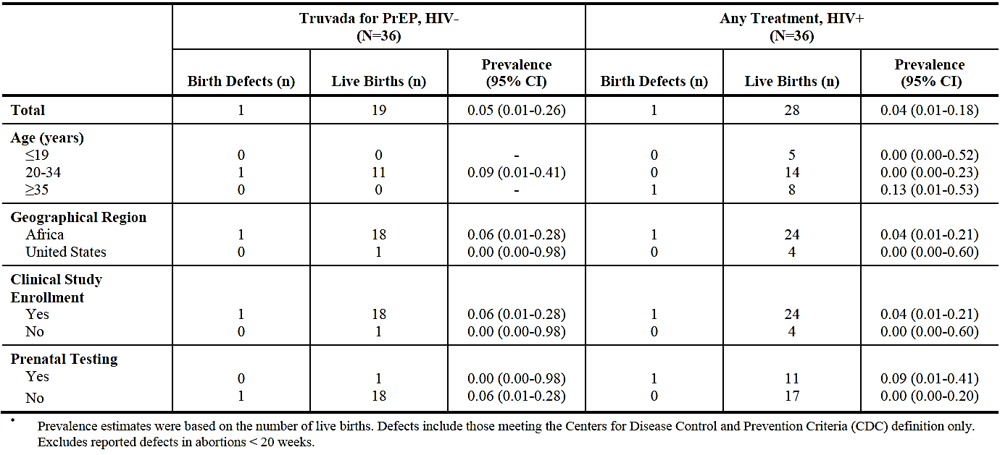 Truvada for PrEP, HIV-
(N=36)
Any Treatment, HIV+
(N=36)
Birth Defects (n) Live Births (n) Prevalence (95% CI) Birth Defects (n) Live Births (n) Prevalence (95% CI)
Total 1 19 0.05 (0.01-0.26) 1 28 0.04 (0.01-0.18)
Age (years)
≤19 0 0 - 0 5 0.00 (0.00-0.52)
20-34 1 11 0.09 (0.01-0.41) 0 14 0.00 (0.00-0.23)
≥35 0 0 - 1 8 0.13 (0.01-0.53)
Geographical Region
Africa 1 18 0.06 (0.01-0.28) 1 24 0.04 (0.01-0.21)
United States 0 1 0.00 (0.00-0.98) 0 4 0.00 (0.00-0.60)
Clinical Study
Enrollment
Yes 1 18 0.06 (0.01-0.28) 1 24 0.04 (0.01-0.21)
No 0 1 0.00 (0.00-0.98) 0 4 0.00 (0.00-0.60)
Prenatal Testing
Yes 0 1 0.00 (0.00-0.98) 1 11 0.09 (0.01-0.41)
No 1 18 0.06 (0.01-0.28) 0 17 0.00 (0.00-0.20)
* Prevalence estimates were based on the number of live births. Defects include those meeting the Centers for Disease Control and Prevention Criteria (CDC) definition only.
Excludes reported defects in abortions < 20 weeks.